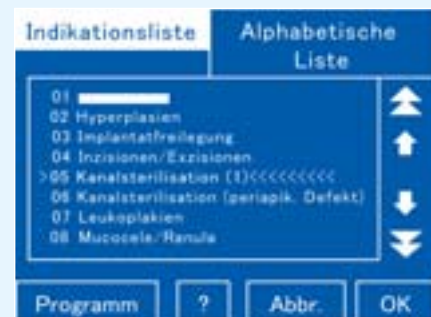 Indikationsliste
Alphabetische
Liste
01
02 Hyperplasien
03 Implantatfreilegung
04 Inzisionen/Exzisionen
>05 Kanalsterilisation (1)<<<<<<<<<
06 Kanalsterilisation (periapik. Defekt)
07 Leukoplakien
08 Mucocele/Ranula
Programm
?
Abbr.
OK